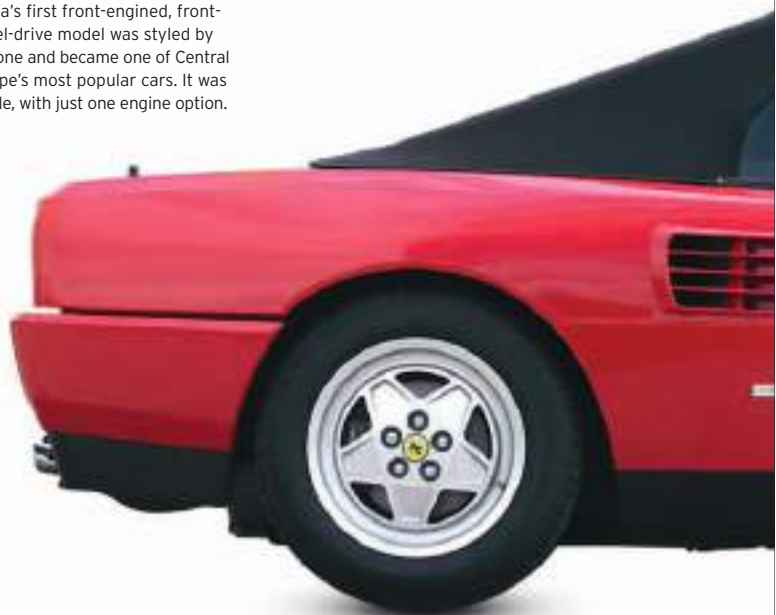 a's first front-engined, front-
el-drive model was styled by
one and became one of Central
pe's most popular cars. It was
le, with just one engine option.